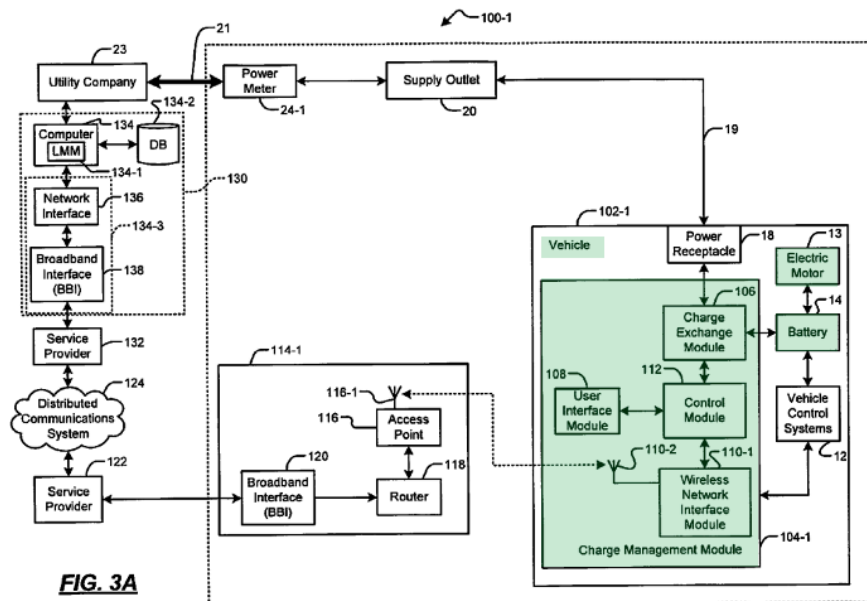 100-1
23
21
Utility Company
Power
Meter
24-1
Supply Outlet
20
134
134-2
Computer
LMM
DB
134-1
130
19
Network
Interface
136
134-3
Broadband
Interface
(BBI)
138
Service
Provider
132
124
Distributed
Communications
System
122
Service
Provider
114-1
116-1
116
Access
Point
120
Broadband
Interface
(BBI)
118
Router
102-1
Vehicle
Power
Receptacle
18
13
Electric
Motor
106
14
Charge
Exchange
Module
Battery
112
108
User
Interface
Module
Control
Module
Vehicle
Control
Systems
12
110-2
110-1
Wireless
Network
Interface
Module
Charge Management Module
104-1
FIG. 3A